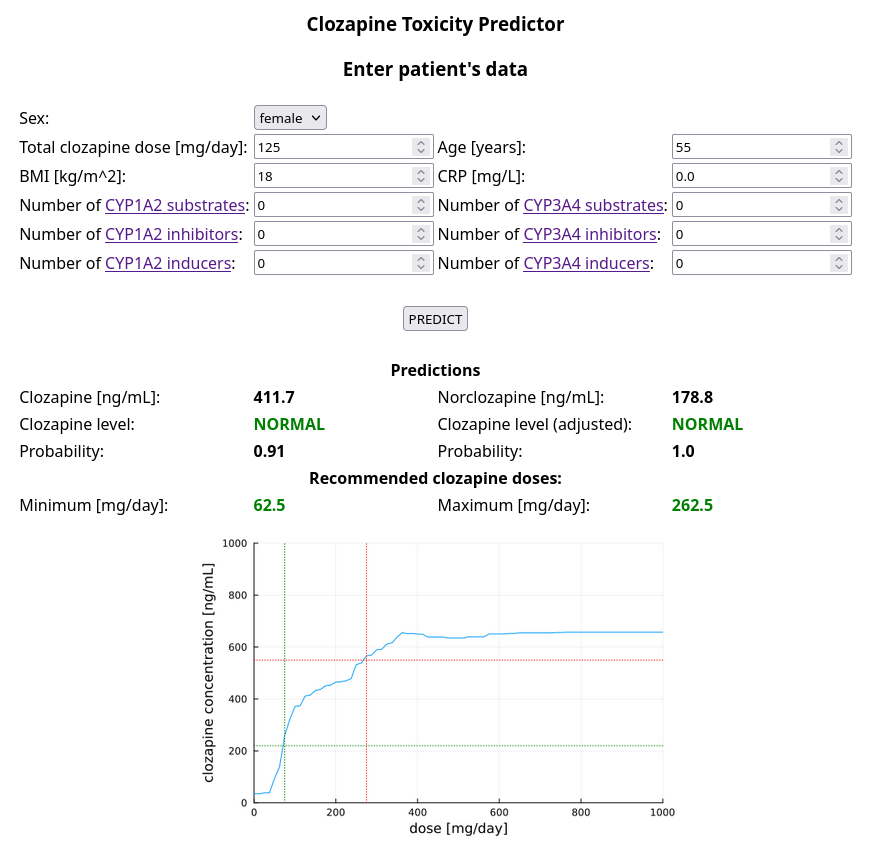 Clozapine Toxicity Predictor
Enter patient's data
Sex: female
Total clozapine dose [mg/day]: 125 Age [years]: 55
BMI [kg/m^2]: 18 CRP [mg/L]: 0.0
Number of CYP1A2 substrates: 0 Number of CYP3A4 substrates: 0
Number of CYP1A2 inhibitors: 0 Number of CYP3A4 inhibitors: 0
Number of CYP1A2 inducers: 0 Number of CYP3A4 inducers: 0
PREDICT
Predictions
Clozapine [ng/mL]: 411.7 Norclozapine [ng/mL]: 178.8
Clozapine level: NORMAL Clozapine level (adjusted): NORMAL
Probability: 0.91 Probability: 1.0
Recommended clozapine doses:
Minimum [mg/day]: 62.5 Maximum [mg/day]: 262.5
clozapine concentration [ng/mL]
1000
800
600
400
200
0
0 200 400 600 800 1000
dose [mg/day]